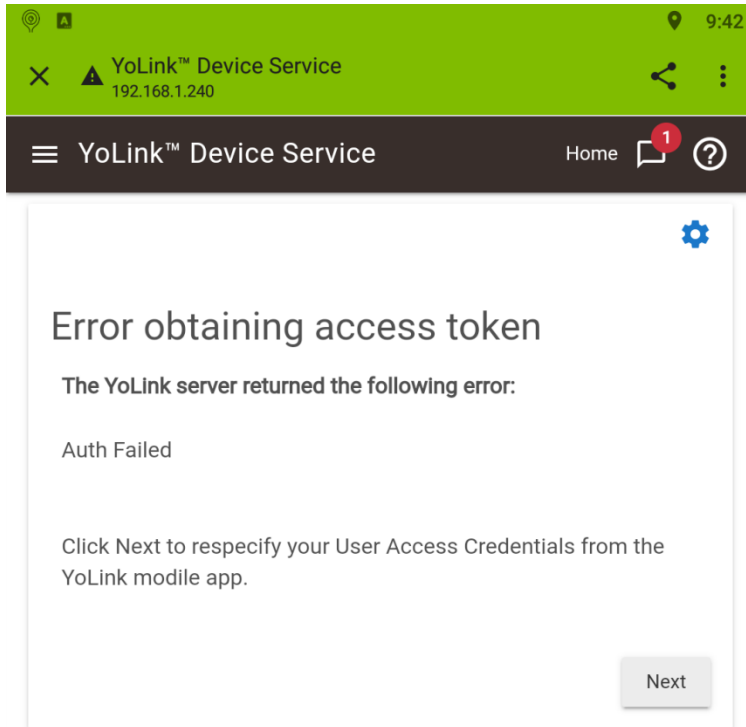 9:42
YoLink™ Device Service
192.168.1.240
YoLink™ Device Service
Home
1
Error obtaining access token
The YoLink server returned the following error:
Auth Failed
Click Next to respecify your User Access Credentials from the
YoLink modile app.
Next